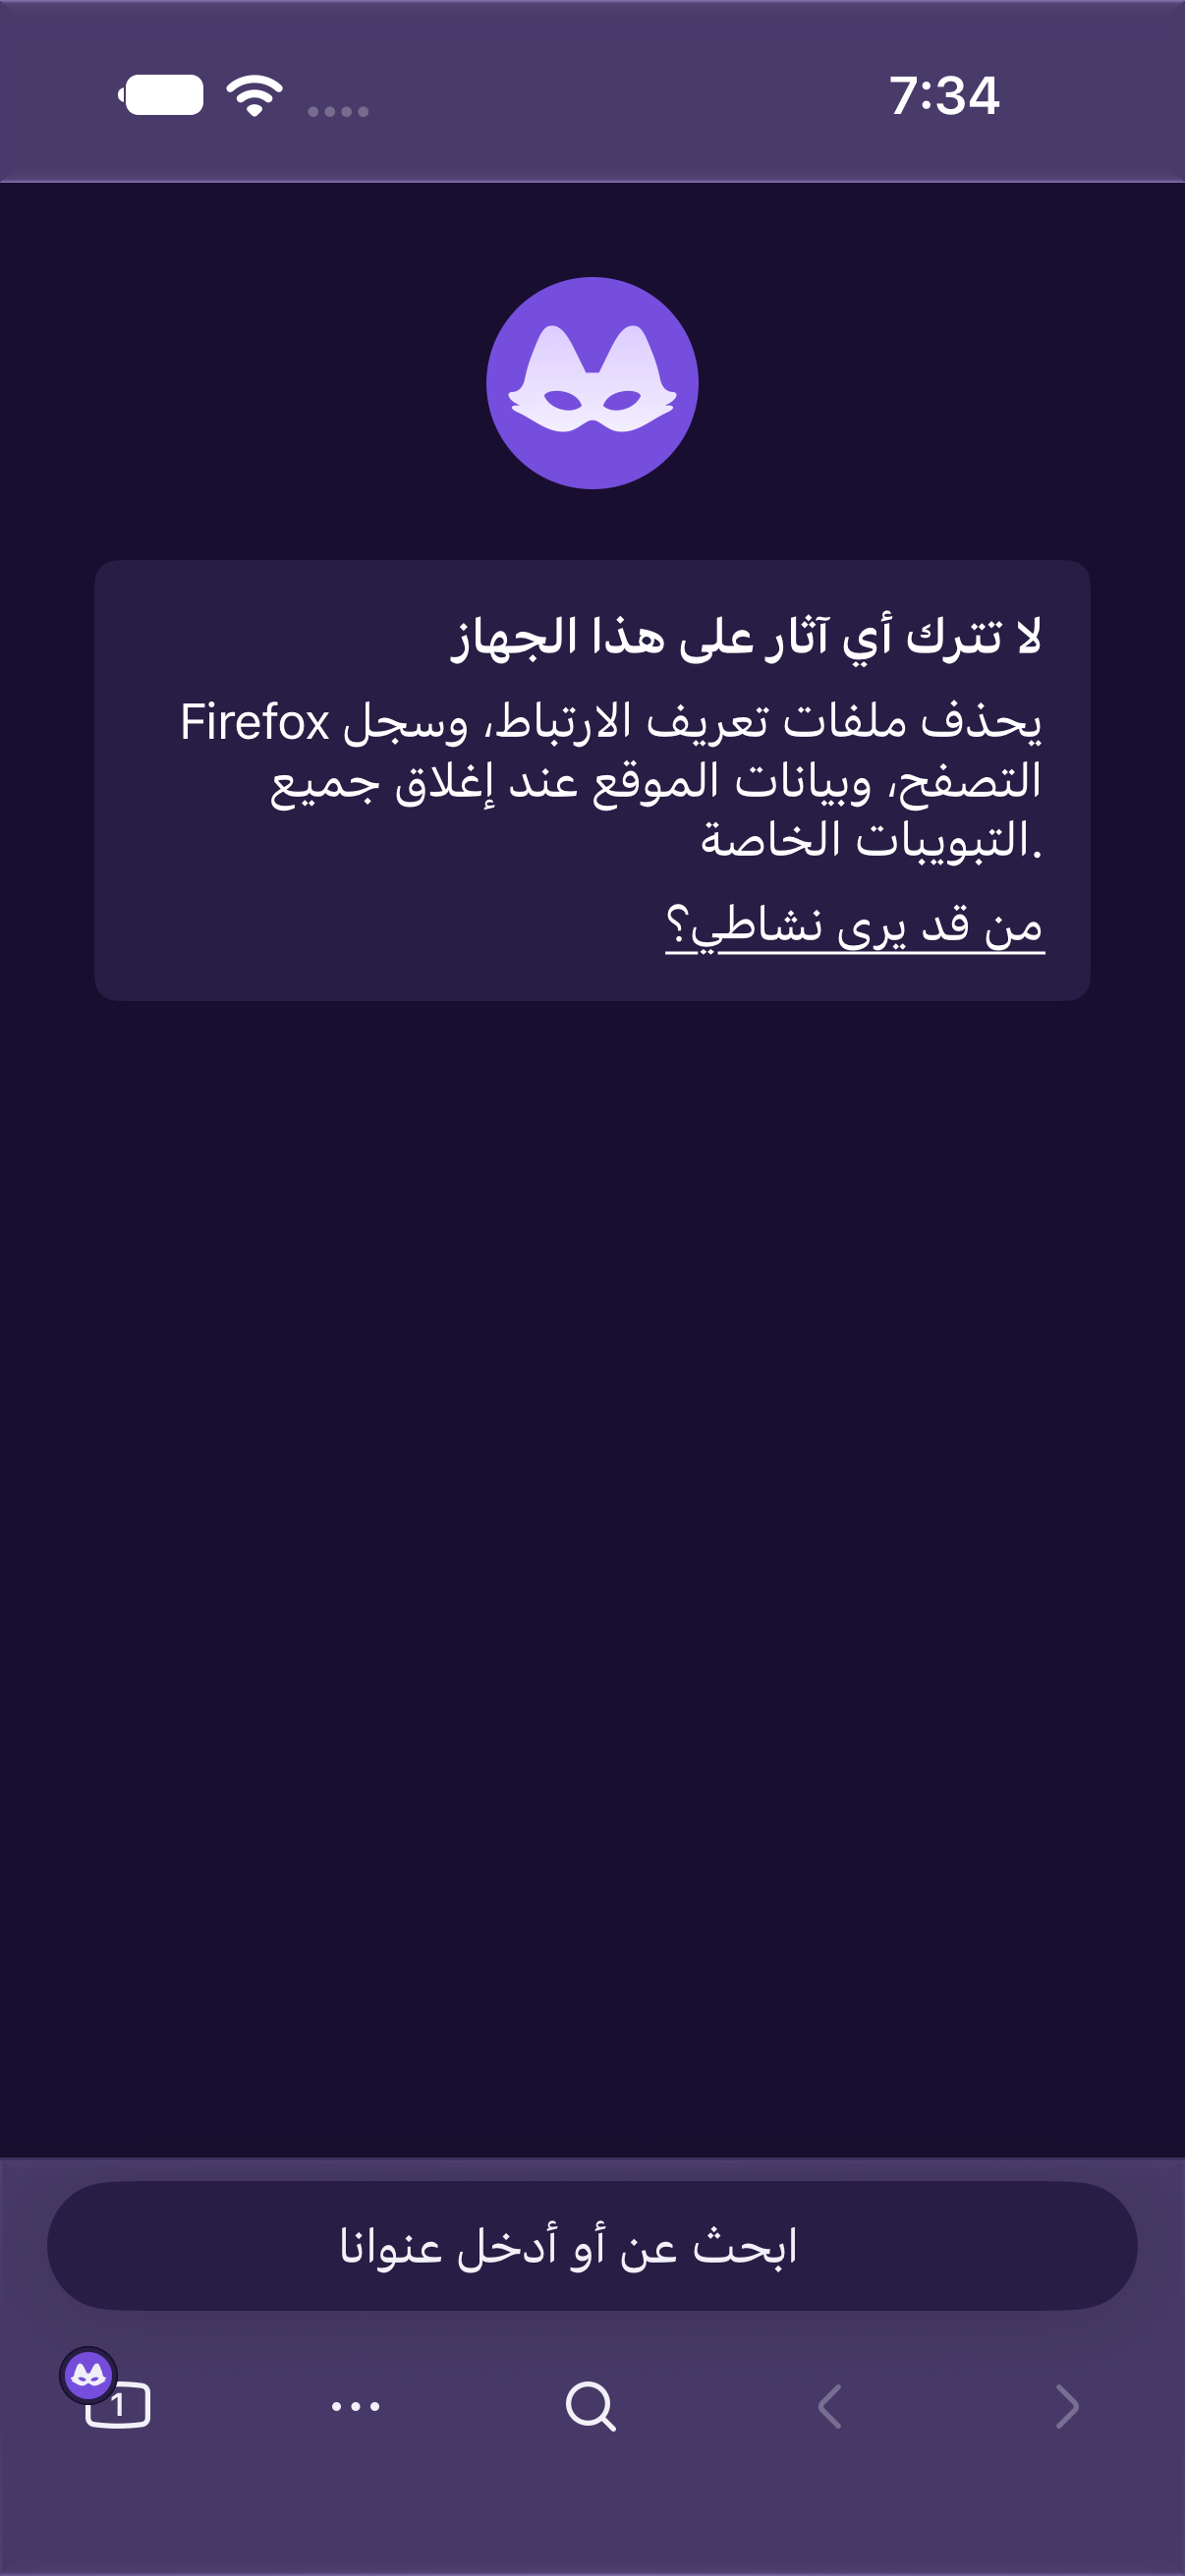 7:34
لا تترك أي آثار على هذا الجهاز
يحذف ملفات تعريف الارتباط، وسجل Firefox
التصفح، وبيانات الموقع عند إغلاق جميع
التبويبات الخاصة.
من قد يرى نشاطي؟
ابحث عن أو أدخل عنوانا
1